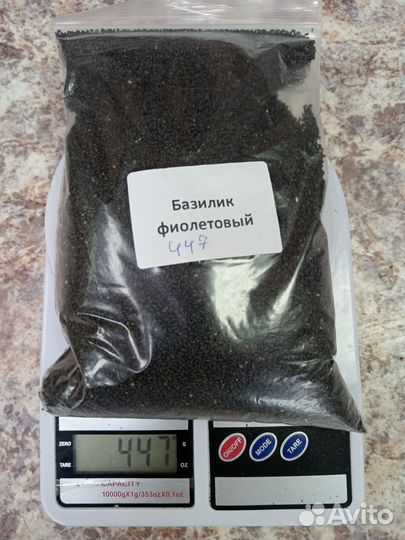 Базилик
фиолетовый
447
ZERO
TARE
447
g
OZ
ON/OFF
MODE
TARE
CAPACITY:
10000gX1g/353ozX0.1oz
Avito